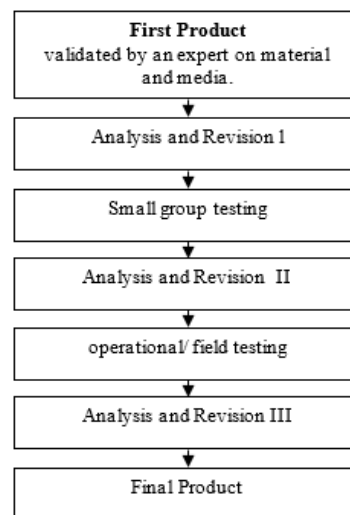 First Product
validated by an expert on material
and media.
Analysis and Revision 1
Small group testing
Analysis and Revision II
operational/ field testing
Analysis and Revision III
Final Product